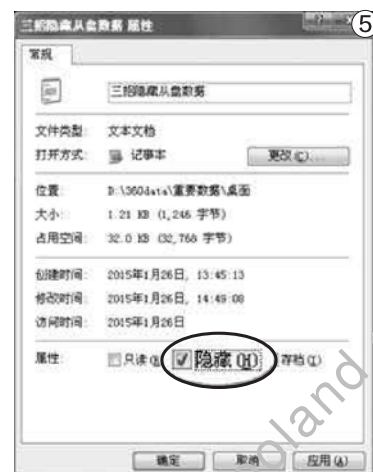 三招隐藏从盘数据 属性
⑤
常规
三招隐藏从盘数据
文件类型: 文本文档
打开方式: 记事本 更改(C)...
位置: D:\360data\重要数据\桌面
大小: 1.21 KB (1,246 字节)
占用空间: 32.0 KB (32,768 字节)
创建时间: 2015年1月26日, 13:45:13
修改时间: 2015年1月26日, 14:49:08
访问时间: 2015年1月26日
属性: 只读 隐藏(H) 存档(I)
确定 取消 应用(A)
oland